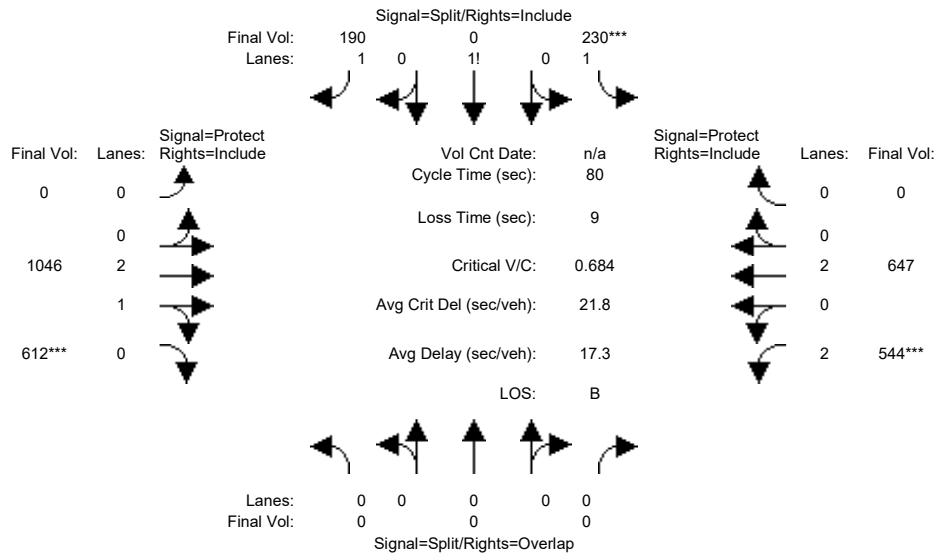 Signal=Split/Rights=Include
Final Vol: 190 0 230***
Lanes: 1 0 1! 0 1
Signal=Protect Signal=Protect
Final Vol: Lanes: Rights=Include Vol Cnt Date: n/a Rights=Include Lanes: Final Vol:
Cycle Time (sec): 80
0 0 0 0
Loss Time (sec): 9
0 0
1046 2 Critical V/C: 0.684 2 647
1 Avg Crit Del (sec/veh): 21.8 0
612*** 0 Avg Delay (sec/veh): 17.3 2 544***
LOS: B
Lanes: 0 0 0 0 0
Final Vol: 0 0 0
Signal=Split/Rights=Overlap